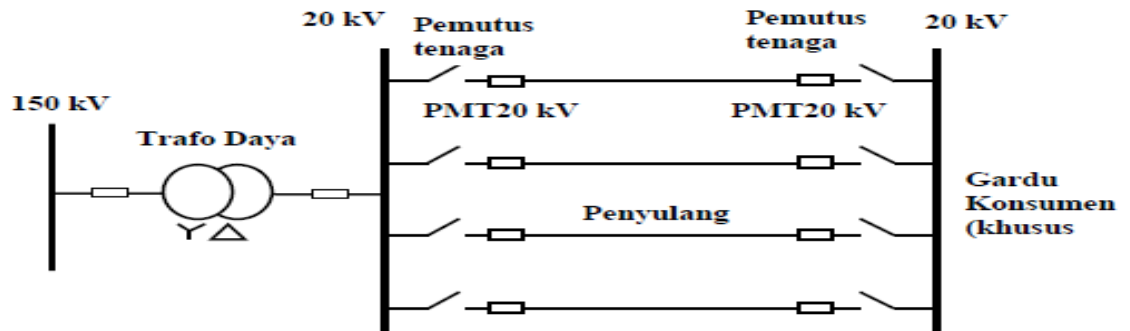 20 kV
Pemutus
tenaga
Pemutus
tenaga
20 kV
150 kV
Trafo Daya
PMT20 kV
PMT20 kV
Penyulang
Gardu
Konsumen
(khusus